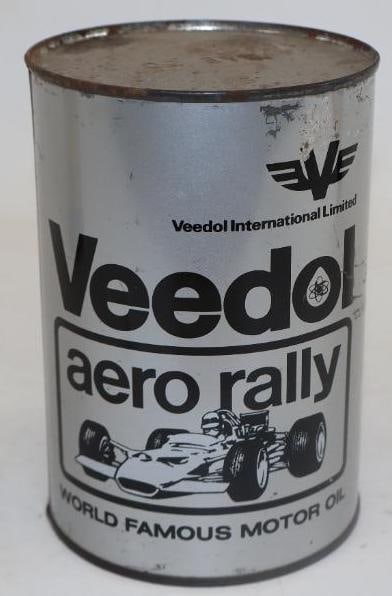 Veedol International Limited
Veedol
aero rally
WORLD FAMOUS MOTOR OIL